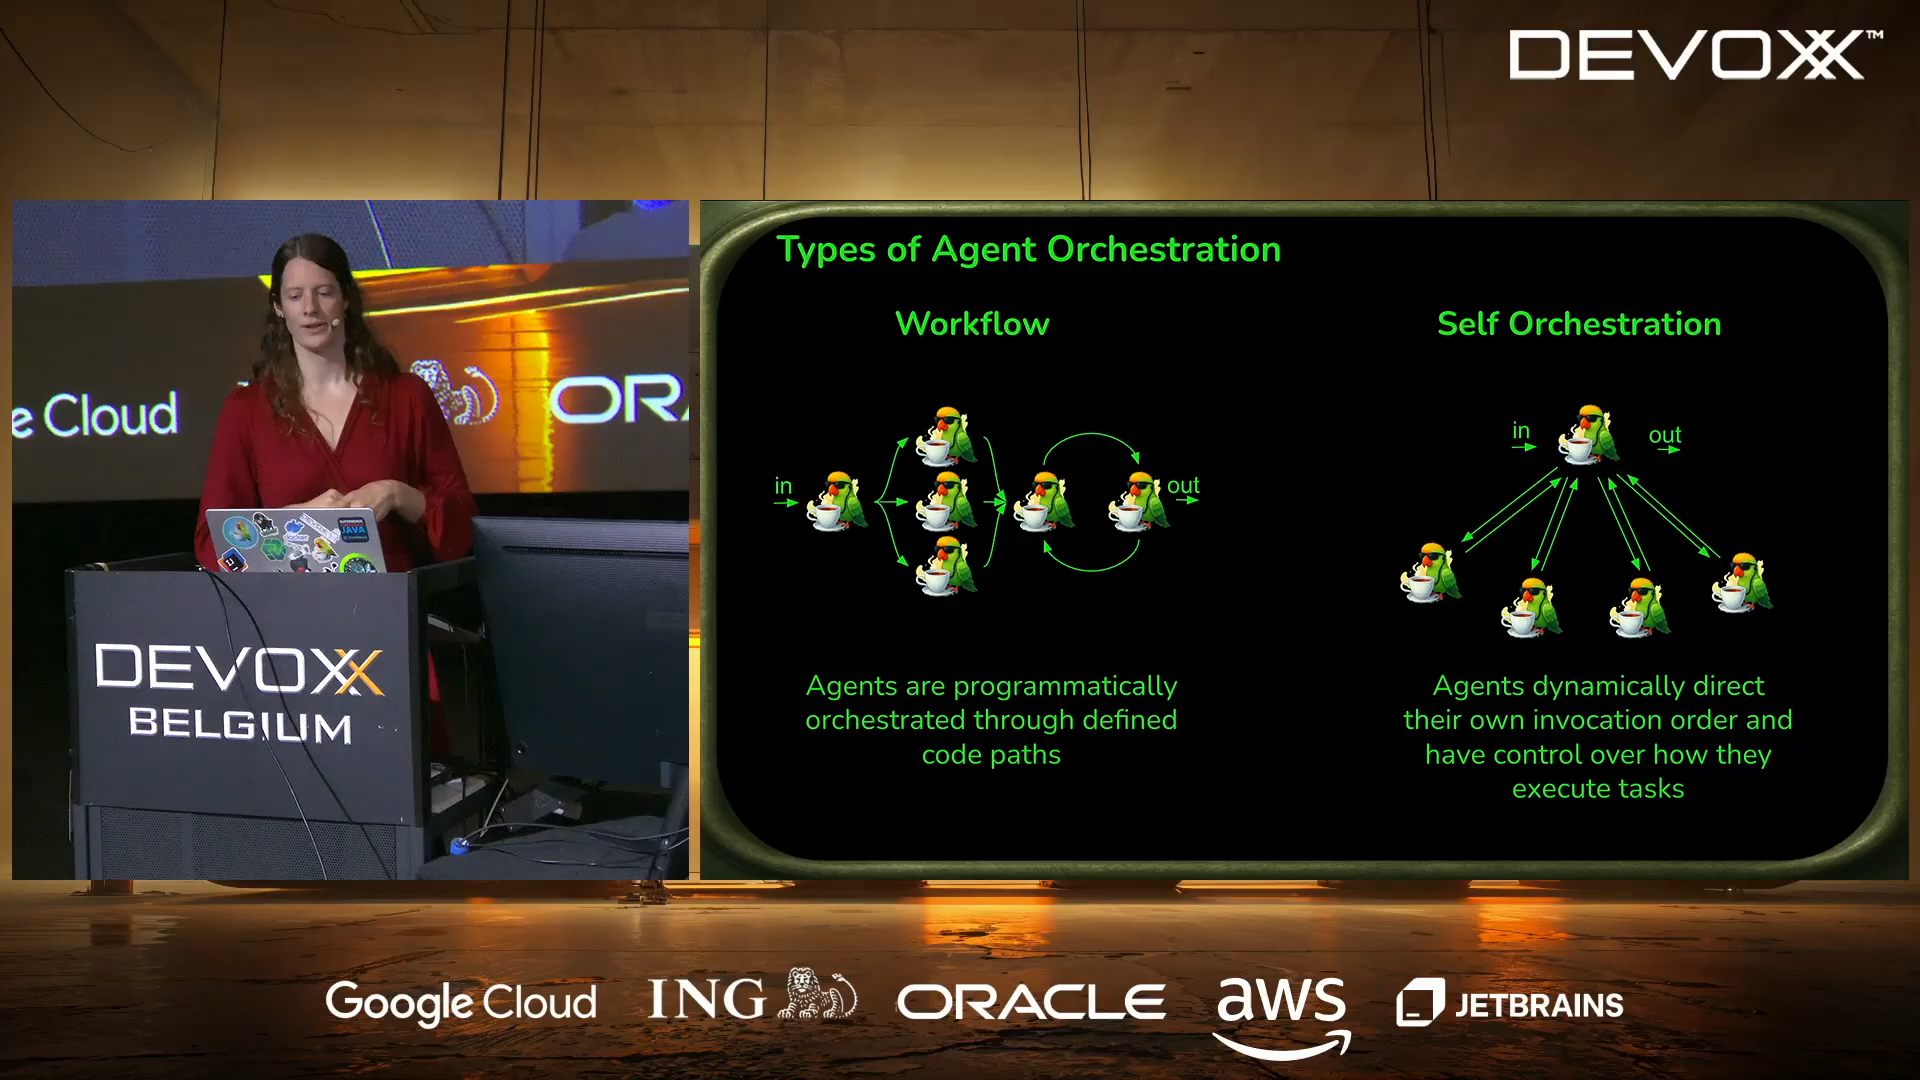 DEVOXX™
Types of Agent Orchestration
Workflow
Self Orchestration
in
out
in
out
Agents are programmatically
orchestrated through defined
code paths
Agents dynamically direct
their own invocation order and
have control over how they
execute tasks
e Cloud
OR
JAVA
DEVOXX
BELGIUM
Google Cloud
ING
ORACLE
aws
JETBRAINS